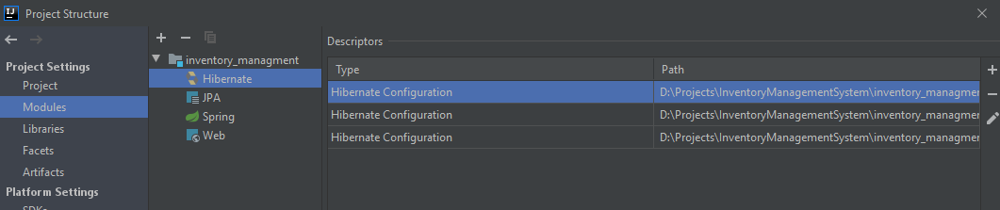 IJ Project Structure
Project Settings
Project
Modules
Libraries
Facets
Artifacts
Platform Settings
inventory_managment
Hibernate
JPA
Spring
Web
Descriptors
Type Path
Hibernate Configuration D:\Projects\InventoryManagementSystem\inventory_managmen
Hibernate Configuration D:\Projects\InventoryManagementSystem\inventory_managmen
Hibernate Configuration D:\Projects\InventoryManagementSystem\inventory_managmen